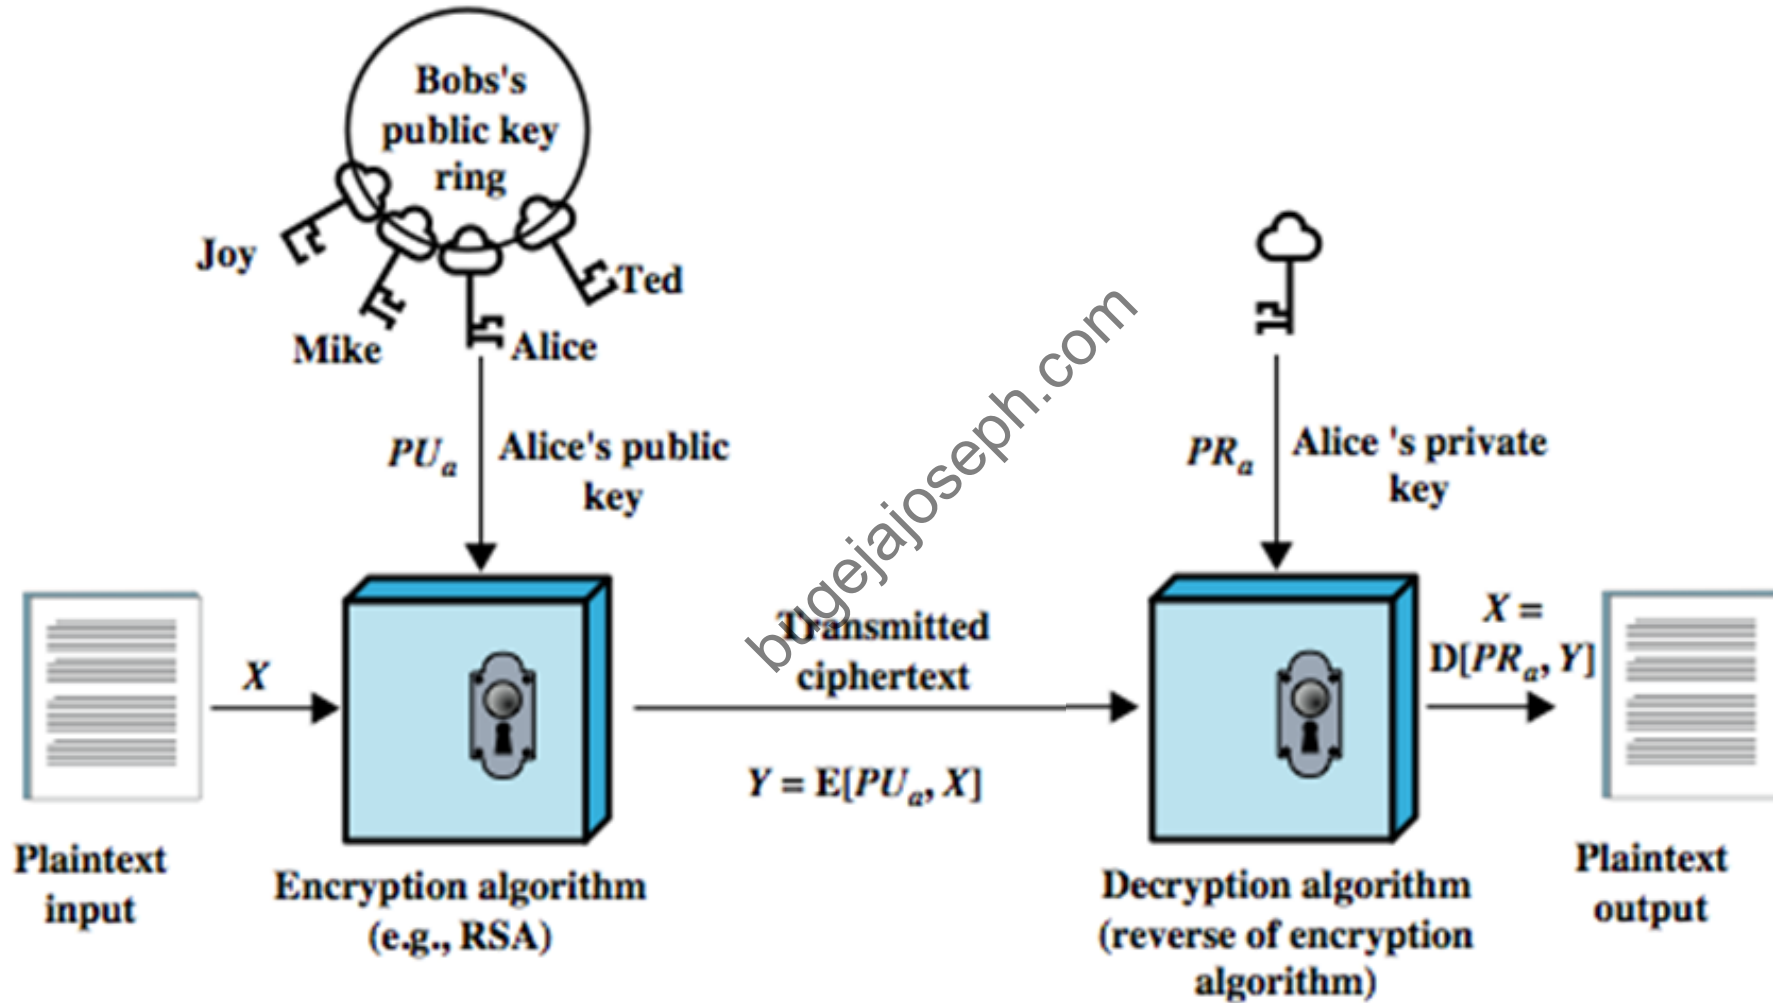 Bobs's
public key
ring
Joy
Ted
Mike
Alice
PUa
Alice's public
key
PRa
Alice 's private
key
bugejajoseph.com
X
Transmitted
ciphertext
Y = E[PUa, X]
X =
D[PRa, Y]
Plaintext
input
Encryption algorithm
(e.g., RSA)
Decryption algorithm
(reverse of encryption
algorithm)
Plaintext
output